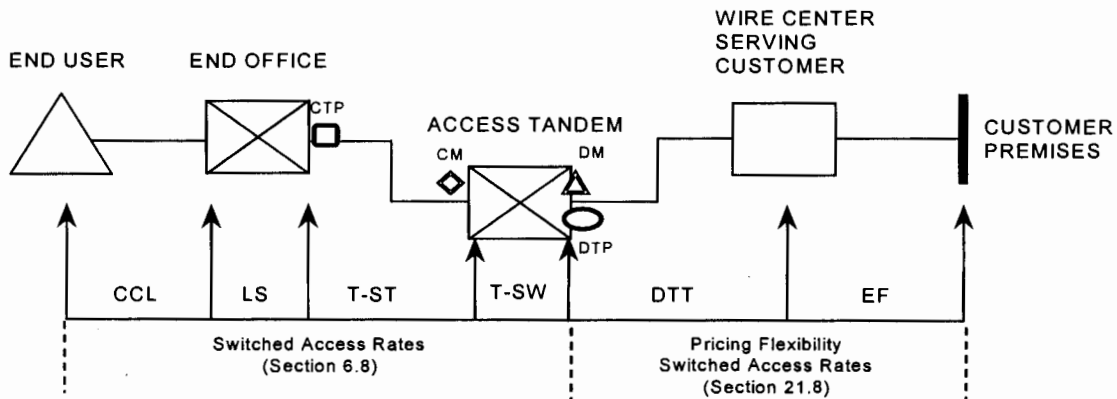 WIRE CENTER
SERVING
CUSTOMER
END USER
END OFFICE
CTP
ACCESS TANDEM
CM
DM
CUSTOMER
PREMISES
DTP
CCL
LS
T-ST
T-SW
DTT
EF
Switched Access Rates
(Section 6.8)
Pricing Flexibility
Switched Access Rates
(Section 21.8)